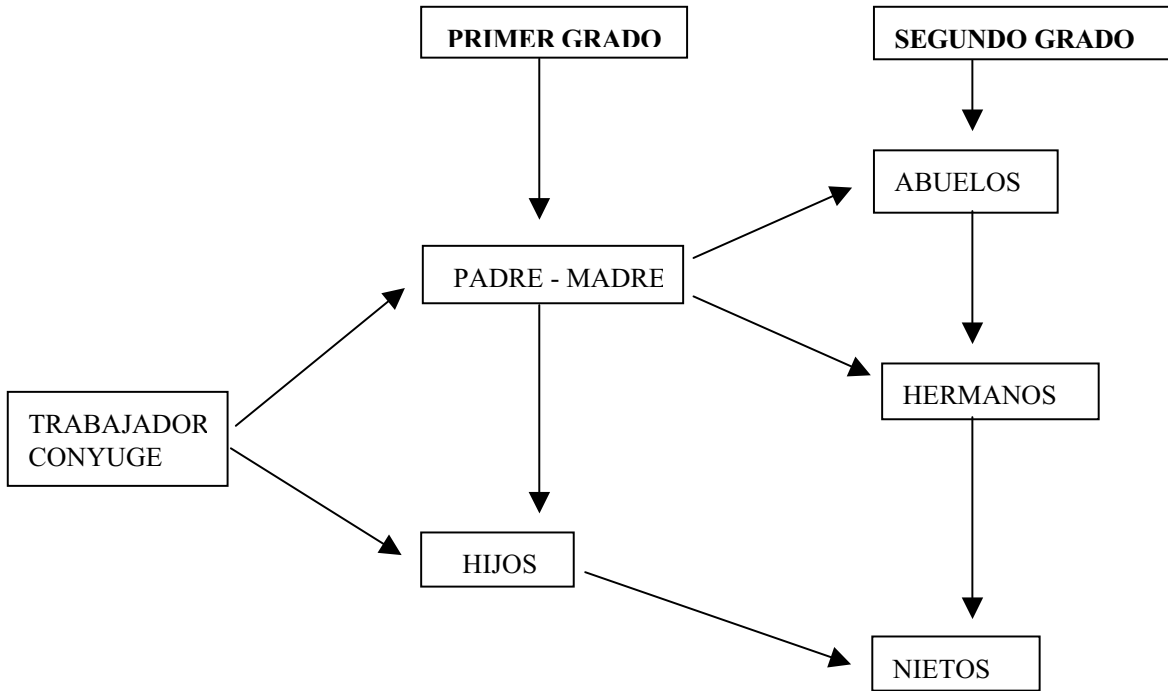 PRIMER GRADO
SEGUNDO GRADO
ABUELOS
PADRE - MADRE
HERMANOS
TRABAJADOR
CONYUGE
HIJOS
NIETOS